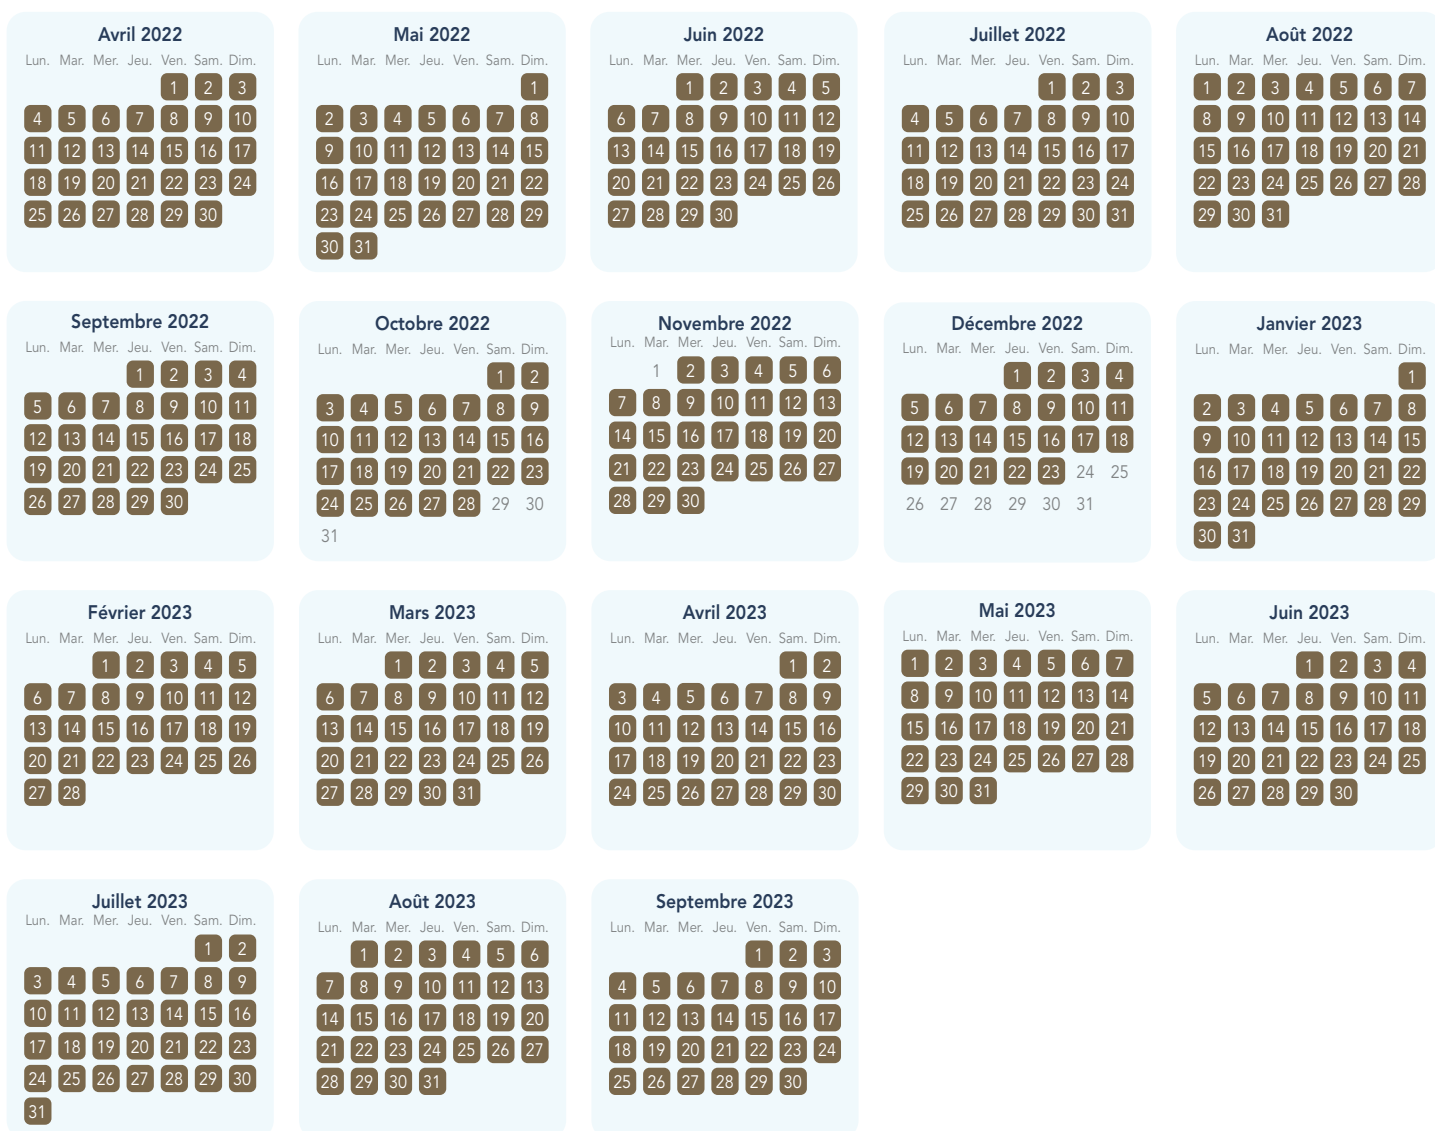 Avril 2022
Lun. Mar. Mer. Jeu. Ven. Sam. Dim.
1 2 3
4 5 6 7 8 9 10
11 12 13 14 15 16 17
18 19 20 21 22 23 24
25 26 27 28 29 30
Mai 2022
Lun. Mar. Mer. Jeu. Ven. Sam. Dim.
1
2 3 4 5 6 7 8
9 10 11 12 13 14 15
16 17 18 19 20 21 22
23 24 25 26 27 28 29
30 31
Juin 2022
Lun. Mar. Mer. Jeu. Ven. Sam. Dim.
1 2 3 4 5
6 7 8 9 10 11 12
13 14 15 16 17 18 19
20 21 22 23 24 25 26
27 28 29 30
Juillet 2022
Lun. Mar. Mer. Jeu. Ven. Sam. Dim.
1 2 3
4 5 6 7 8 9 10
11 12 13 14 15 16 17
18 19 20 21 22 23 24
25 26 27 28 29 30 31
Août 2022
Lun. Mar. Mer. Jeu. Ven. Sam. Dim.
1 2 3 4 5 6 7
8 9 10 11 12 13 14
15 16 17 18 19 20 21
22 23 24 25 26 27 28
29 30 31
Septembre 2022
Lun. Mar. Mer. Jeu. Ven. Sam. Dim.
1 2 3 4
5 6 7 8 9 10 11
12 13 14 15 16 17 18
19 20 21 22 23 24 25
26 27 28 29 30
Octobre 2022
Lun. Mar. Mer. Jeu. Ven. Sam. Dim.
1 2
3 4 5 6 7 8 9
10 11 12 13 14 15 16
17 18 19 20 21 22 23
24 25 26 27 28 29 30
31
Novembre 2022
Lun. Mar. Mer. Jeu. Ven. Sam. Dim.
1 2 3 4 5 6
7 8 9 10 11 12 13
14 15 16 17 18 19 20
21 22 23 24 25 26 27
28 29 30
Décembre 2022
Lun. Mar. Mer. Jeu. Ven. Sam. Dim.
1 2 3 4
5 6 7 8 9 10 11
12 13 14 15 16 17 18
19 20 21 22 23 24 25
26 27 28 29 30 31
Janvier 2023
Lun. Mar. Mer. Jeu. Ven. Sam. Dim.
1
2 3 4 5 6 7 8
9 10 11 12 13 14 15
16 17 18 19 20 21 22
23 24 25 26 27 28 29
30 31
Février 2023
Lun. Mar. Mer. Jeu. Ven. Sam. Dim.
1 2 3 4 5
6 7 8 9 10 11 12
13 14 15 16 17 18 19
20 21 22 23 24 25 26
27 28
Mars 2023
Lun. Mar. Mer. Jeu. Ven. Sam. Dim.
1 2 3 4 5
6 7 8 9 10 11 12
13 14 15 16 17 18 19
20 21 22 23 24 25 26
27 28 29 30 31
Avril 2023
Lun. Mar. Mer. Jeu. Ven. Sam. Dim.
1 2
3 4 5 6 7 8 9
10 11 12 13 14 15 16
17 18 19 20 21 22 23
24 25 26 27 28 29 30
Mai 2023
Lun. Mar. Mer. Jeu. Ven. Sam. Dim.
1 2 3 4 5 6 7
8 9 10 11 12 13 14
15 16 17 18 19 20 21
22 23 24 25 26 27 28
29 30 31
Juin 2023
Lun. Mar. Mer. Jeu. Ven. Sam. Dim.
1 2 3 4
5 6 7 8 9 10 11
12 13 14 15 16 17 18
19 20 21 22 23 24 25
26 27 28 29 30
Juillet 2023
Lun. Mar. Mer. Jeu. Ven. Sam. Dim.
1 2
3 4 5 6 7 8 9
10 11 12 13 14 15 16
17 18 19 20 21 22 23
24 25 26 27 28 29 30
31
Août 2023
Lun. Mar. Mer. Jeu. Ven. Sam. Dim.
1 2 3 4 5 6
7 8 9 10 11 12 13
14 15 16 17 18 19 20
21 22 23 24 25 26 27
28 29 30 31
Septembre 2023
Lun. Mar. Mer. Jeu. Ven. Sam. Dim.
1 2 3
4 5 6 7 8 9 10
11 12 13 14 15 16 17
18 19 20 21 22 23 24
25 26 27 28 29 30